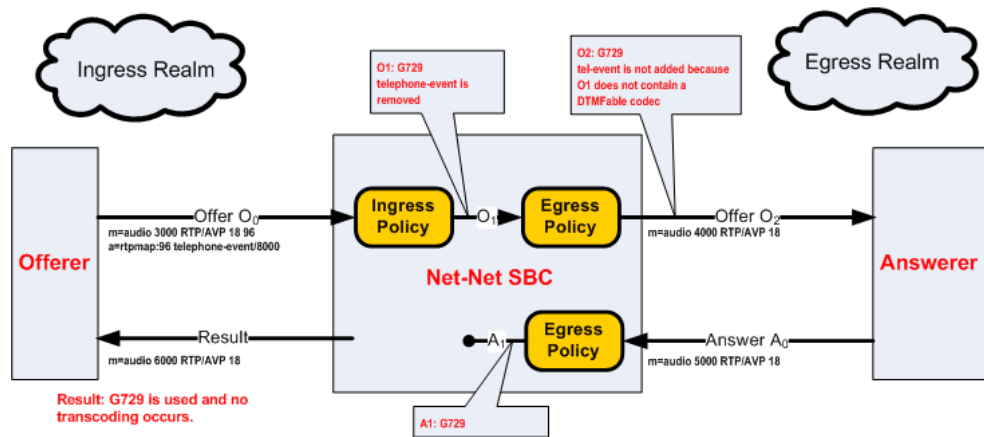 Ingress Realm
O1: G729
telephone-event is
removed
O2: G729
tel-event is not added because
O1 does not contain a
DTMFable codec
Egress Realm
Offerer
Offer O0
m=audio 3000 RTP/AVP 18 96
a=rtpmap:96 telephone-event/8000
Ingress
Policy
O1
Egress
Policy
Offer O2
m=audio 4000 RTP/AVP 18
Answerer
Net-Net SBC
Result
m=audio 6000 RTP/AVP 18
A1
Egress
Policy
Answer A0
m=audio 5000 RTP/AVP 18
Result: G729 is used and no
transcoding occurs.
A1: G729